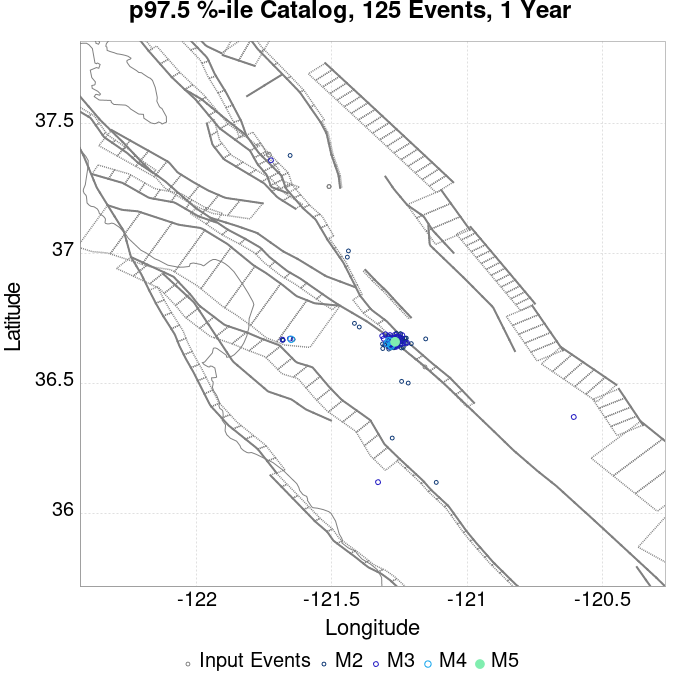 p97.5 %-ile Catalog, 125 Events, 1 Year
37.5
37
36.5
36
Latitude
-122
-121.5
-121
-120.5
Longitude
Input Events
M2
M3
M4
M5